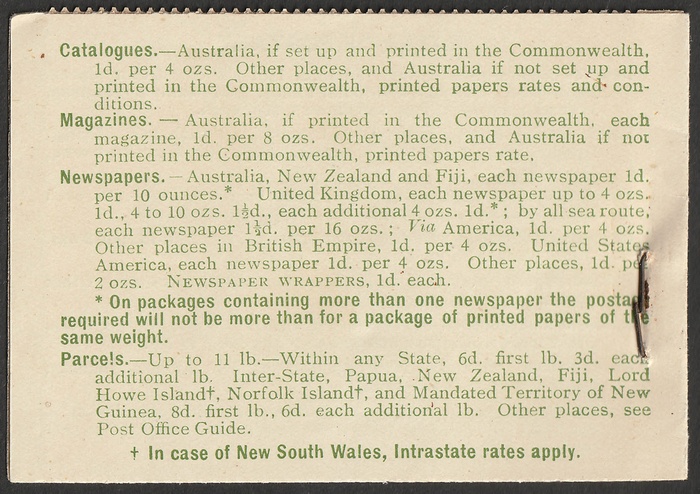 Catalogues.—Australia, if set up and printed in the Commonwealth,
1d. per 4 ozs. Other places, and Australia if not set up and
printed in the Commonwealth, printed papers rates and con-
ditions.
Magazines. — Australia, if printed in the Commonwealth, each
magazine, 1d. per 8 ozs. Other places, and Australia if not
printed in the Commonwealth, printed papers rate.
Newspapers.—Australia, New Zealand and Fiji, each newspaper 1d.
per 10 ounces.* United Kingdom, each newspaper up to 4 ozs.
1d., 4 to 10 ozs. 1½d., each additional 4 ozs. 1d.*; by all sea route,
each newspaper 1½d. per 16 ozs.; Via America, 1d. per 4 ozs.
Other places in British Empire, 1d. per 4 ozs. United States
America, each newspaper 1d. per 4 ozs. Other places, 1d. per
2 ozs. NEWSPAPER WRAPPERS, 1d. each.
* On packages containing more than one newspaper the postage
required will not be more than for a package of printed papers of the
same weight.
Parcels.—Up to 11 lb.—Within any State, 6d. first lb. 3d. each
additional lb. Inter-State, Papua, New Zealand, Fiji, Lord
Howe Island†, Norfolk Island†, and Mandated Territory of New
Guinea, 8d. first lb., 6d. each additional lb. Other places, see
Post Office Guide.
† In case of New South Wales, Intrastate rates apply.